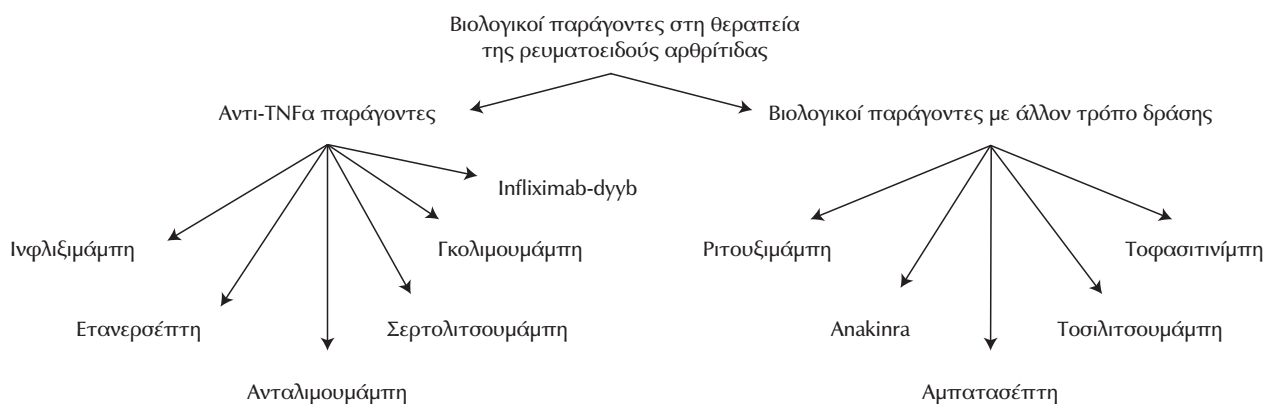 Βιολογικοί παράγοντες στη θεραπεία
της ρευματοειδούς αρθρίτιδας
Αντι-TNFα παράγοντες
Βιολογικοί παράγοντες με άλλον τρόπο δράσης
Infliximab-dyyb
Ινφλιξιμάμπη
Γκολιμουμάμπη
Ριτουξιμάμπη
Τοφασιτινίμπη
Ετανερσέπτη
Σερτολιτσουμάμπη
Anakinra
Τοσιλιτσουμάμπη
Ανταλιμουμάμπη
Αμπατασέπτη